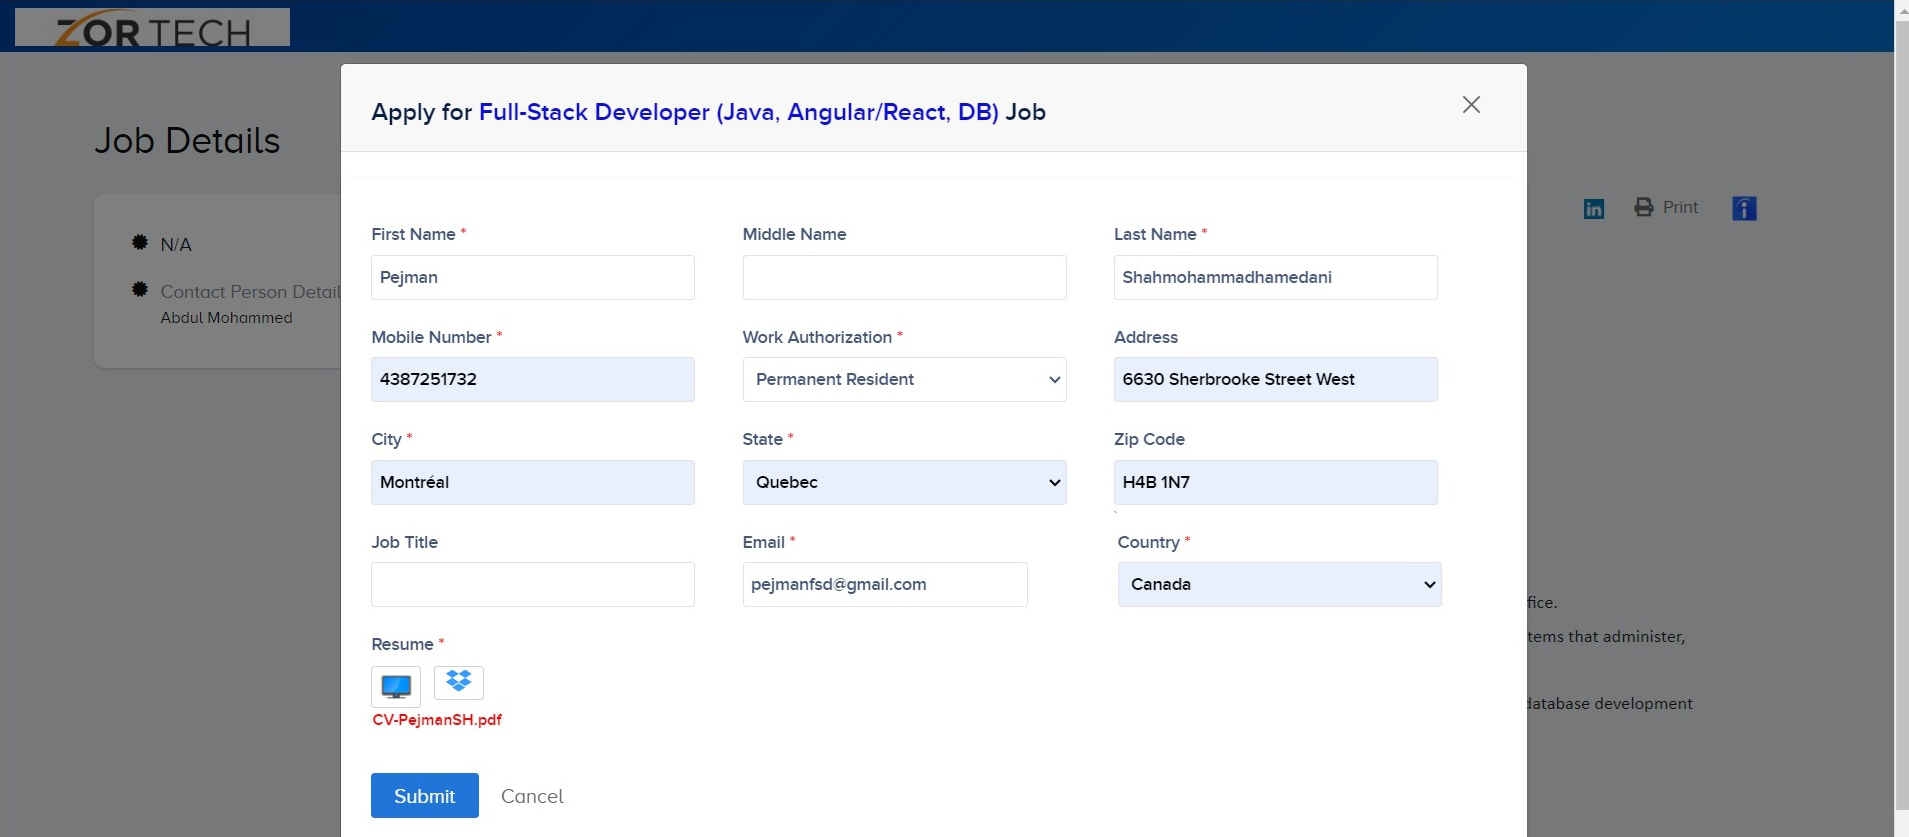 ZORTECH
Apply for Full-Stack Developer (Java, Angular/React, DB) Job
Job Details
N/A
Contact Person Detail
Abdul Mohammed
Print
First Name *
Middle Name
Last Name *
Pejman
Shahmohammadhamedani
Mobile Number *
Work Authorization *
Address
4387251732
Permanent Resident
6630 Sherbrooke Street West
City *
State *
Zip Code
Montréal
Quebec
H4B 1N7
`
Job Title
Email *
Country *
pejmanfsd@gmail.com
Canada
fice.
tems that administer,
Resume *
CV-PejmanSH.pdf
database development
Submit
Cancel